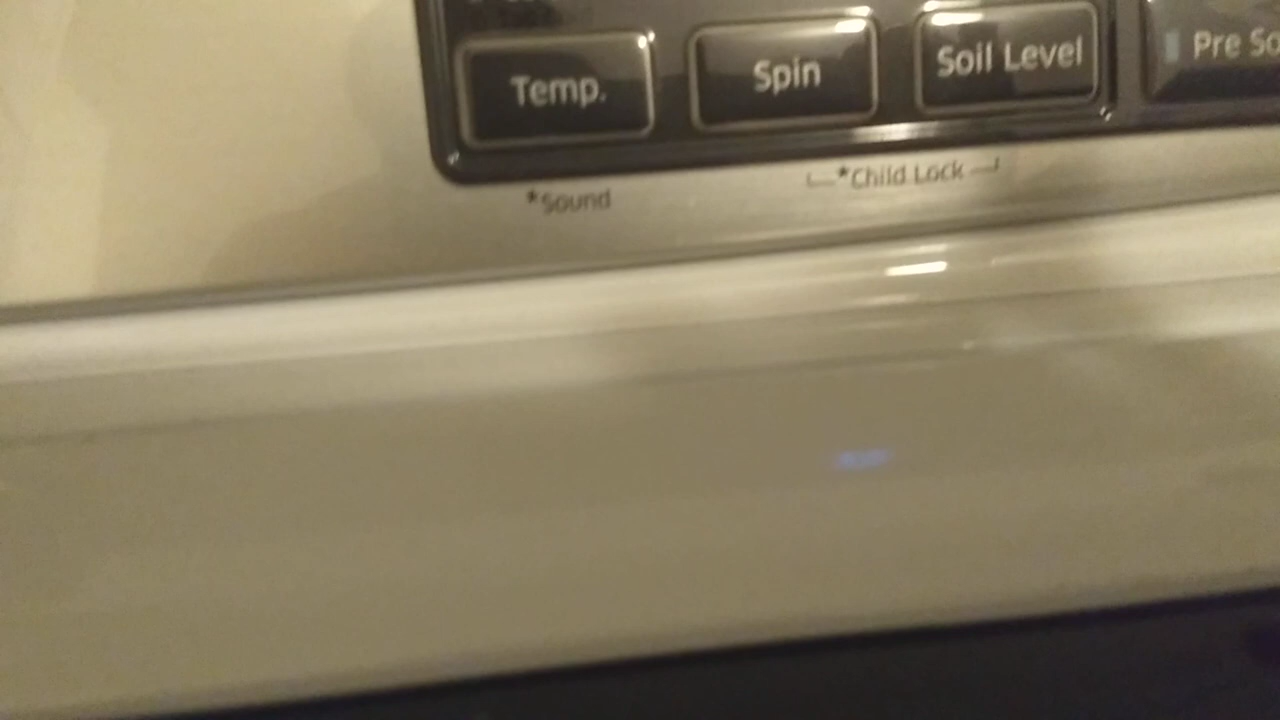 Temp.
Spin
Soil Level
Pre So
*Sound
*Child Lock